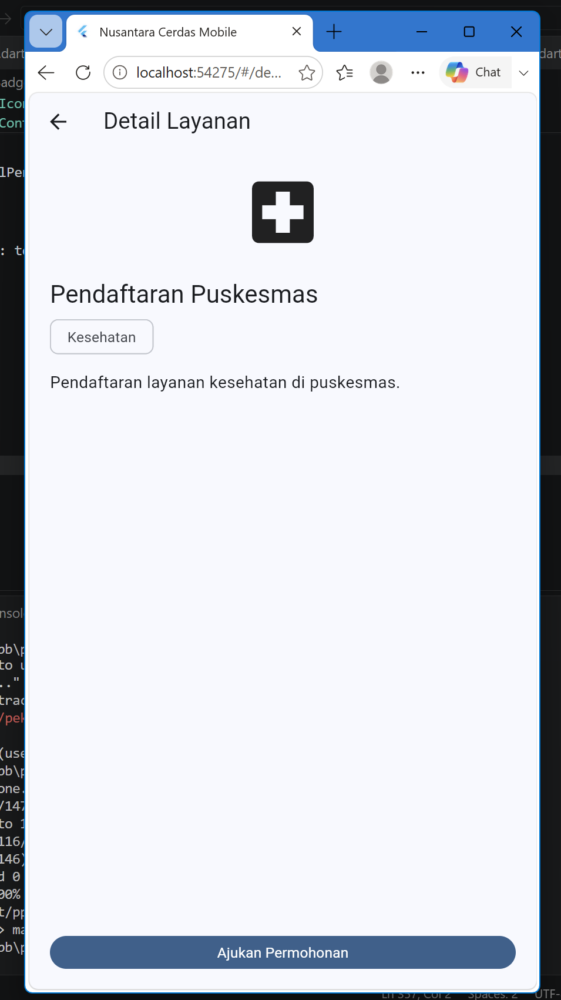 Nusantara Cerdas Mobile
localhost:54275/#/de...
Chat
Detail Layanan
Pendaftaran Puskesmas
Kesehatan
Pendaftaran layanan kesehatan di puskesmas.
Ajukan Permohonan